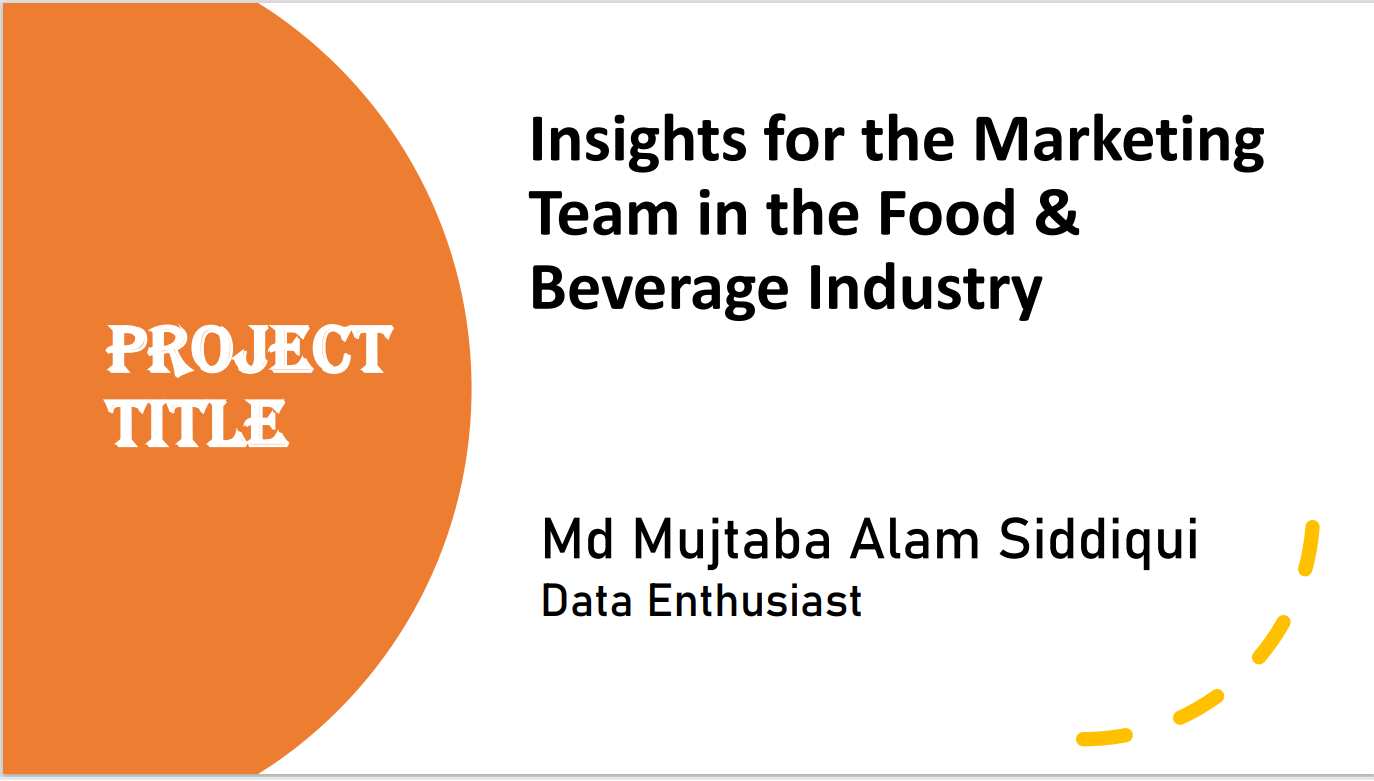 PROJECT
TITLE
Insights for the Marketing
Team in the Food &
Beverage Industry
Md Mujtaba Alam Siddiqui
Data Enthusiast